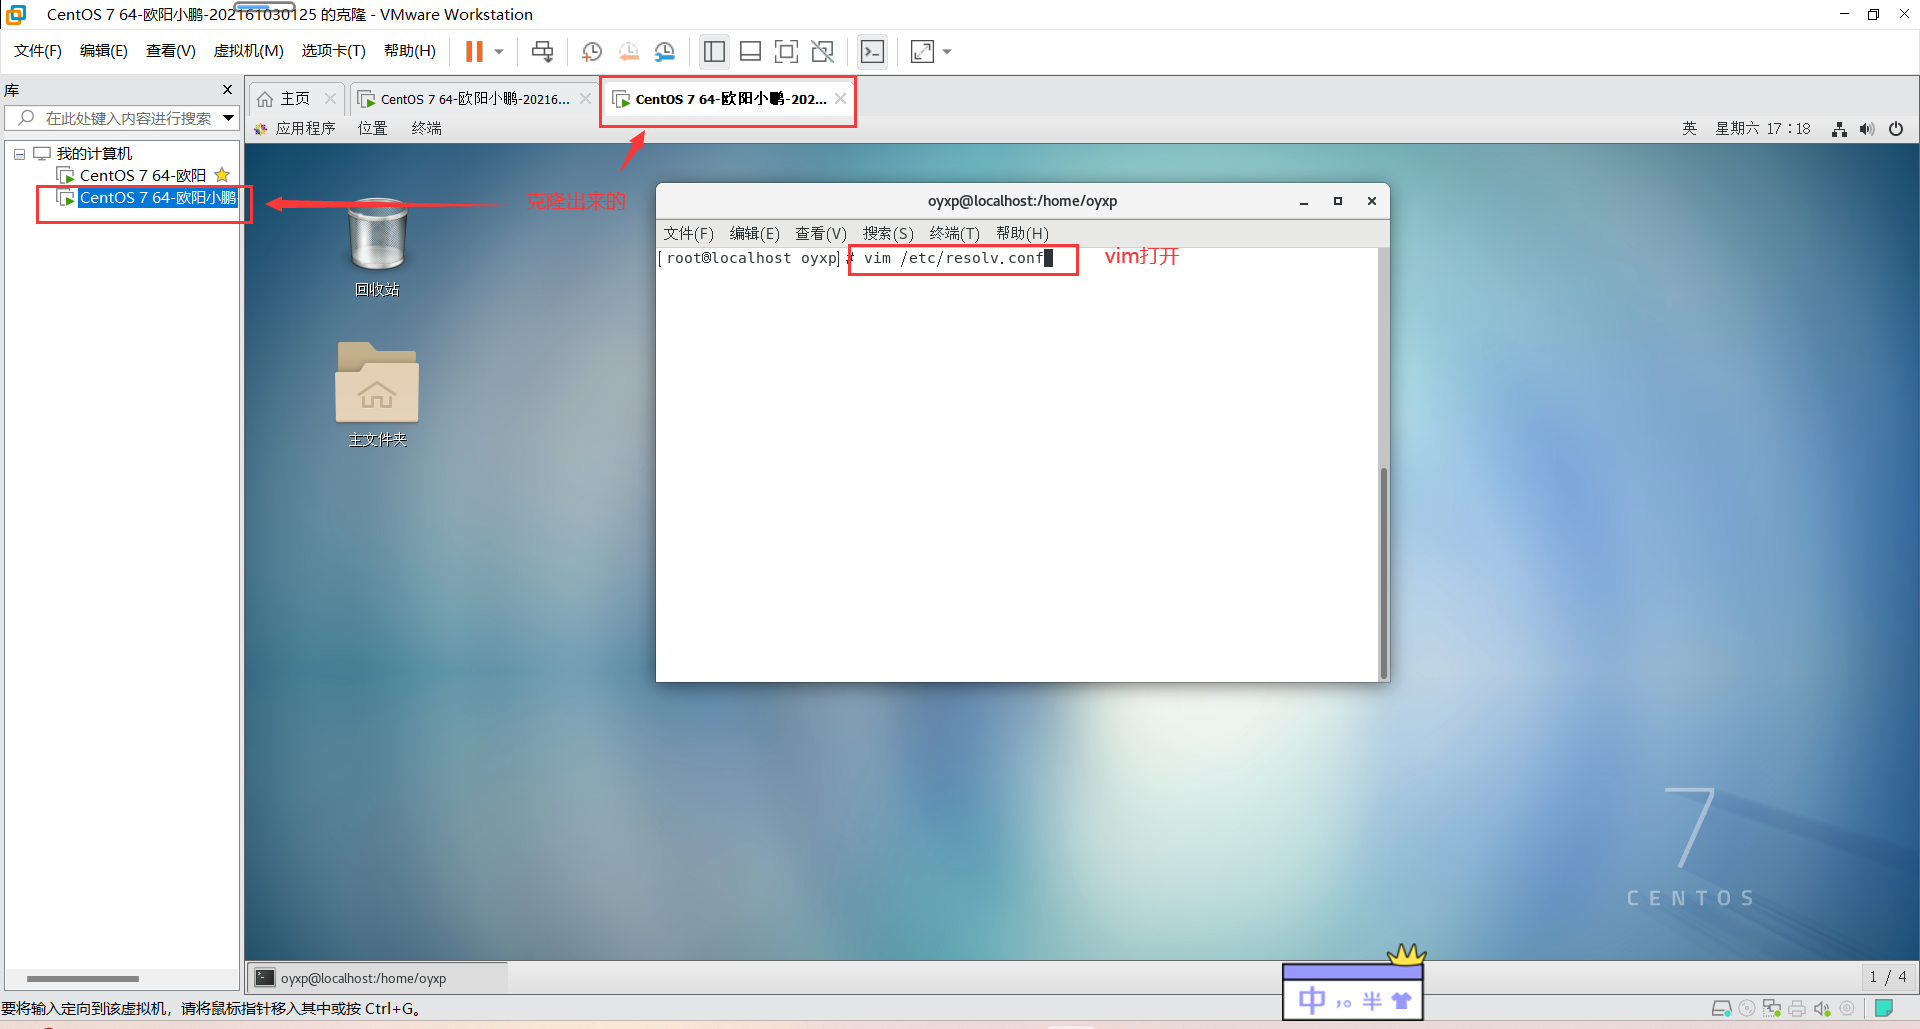 CentOS 7 64-欧阳小鹏-202161030125 的克隆 - VMware Workstation
文件(F) 编辑(E) 查看(V) 虚拟机(M) 选项卡(T) 帮助(H)
库
在此处键入内容进行搜索
我的计算机
CentOS 7 64-欧阳
CentOS 7 64-欧阳小鹏
主页 CentOS 7 64-欧阳小鹏-20216... CentOS 7 64-欧阳小鹏-202...
应用程序 位置 终端 英 星期六 17：18
克隆出来的
回收站
主文件夹
oyxp@localhost:/home/oyxp
文件(F) 编辑(E) 查看(V) 搜索(S) 终端(T) 帮助(H)
[root@localhost oyxp]# vim /etc/resolv.conf
vim打开
7
CENTOS
oyxp@localhost:/home/oyxp
1 / 4
中 ，。 半
要将输入定向到该虚拟机，请将鼠标指针移入其中或按 Ctrl+G。